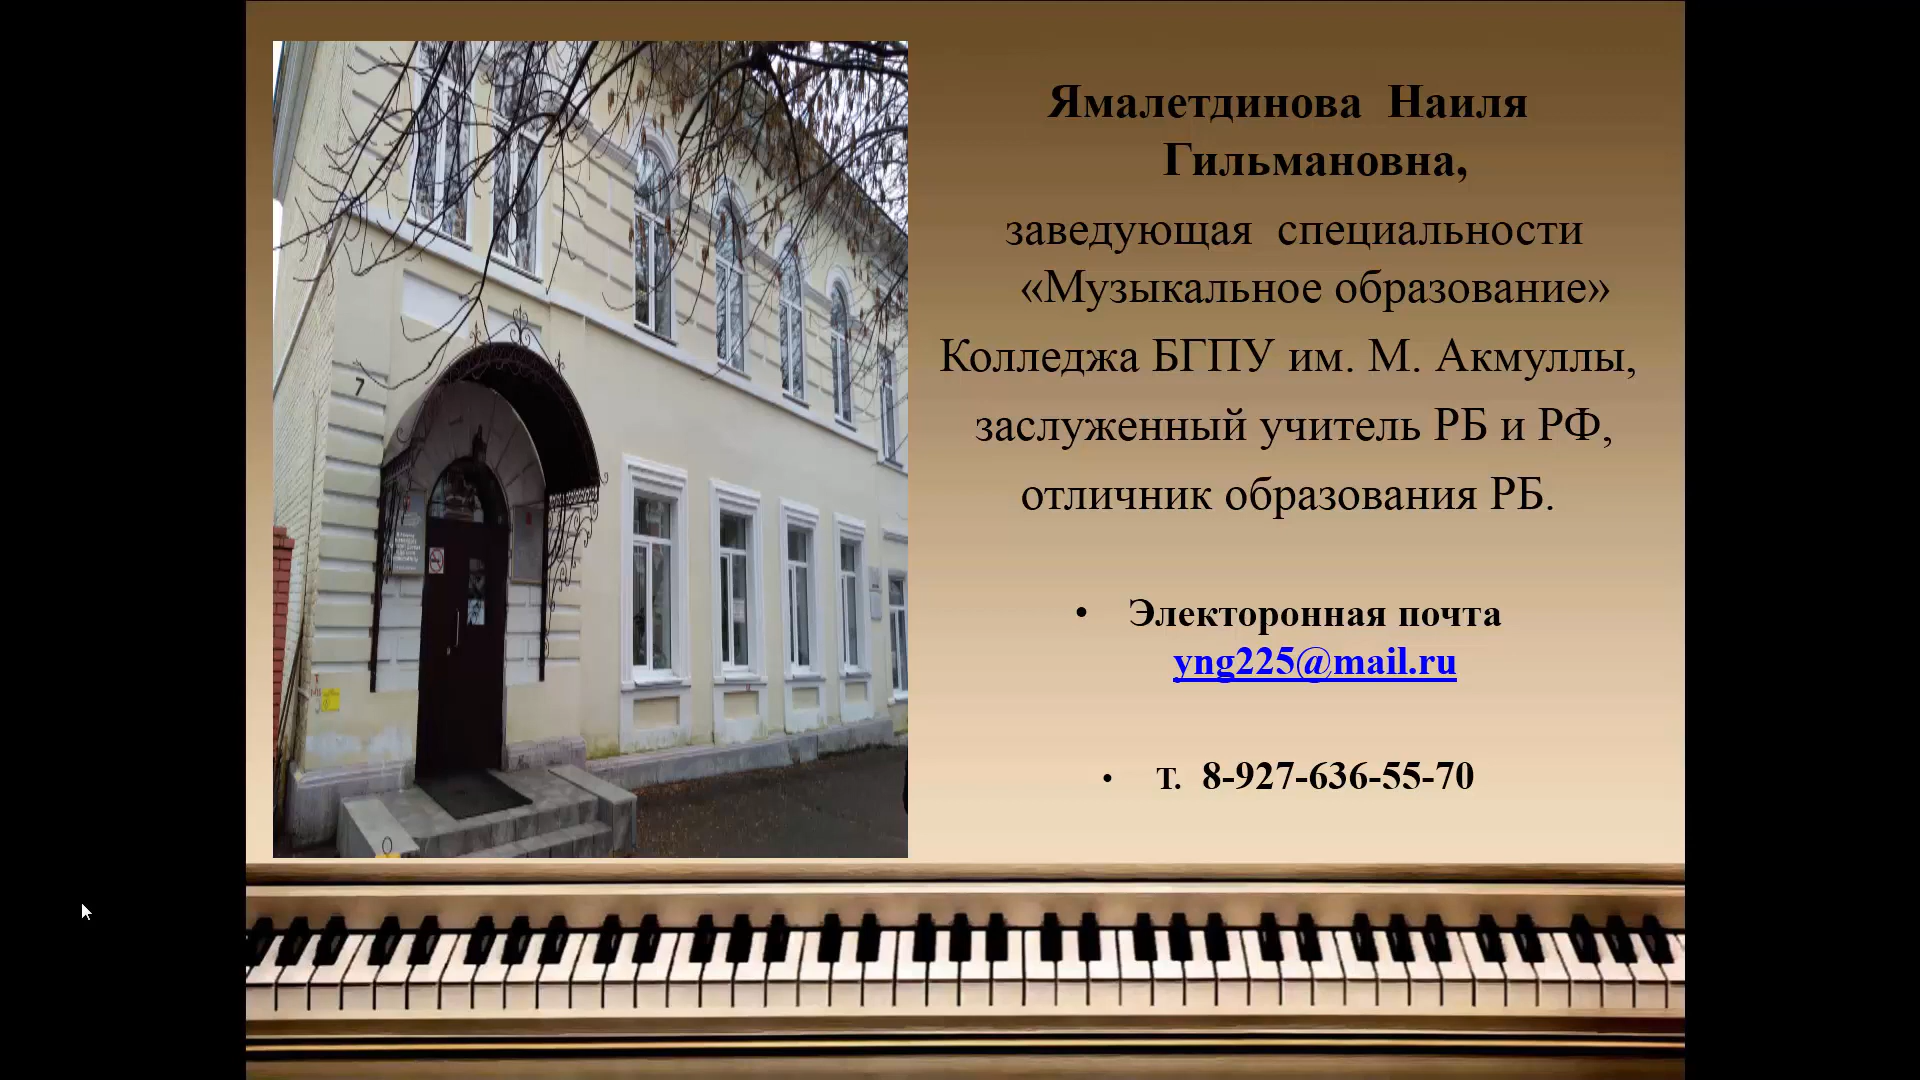 Ямалетдинова Наиля
Гильмановна,
заведующая специальности
«Музыкальное образование»
Колледжа БГПУ им. М. Акмуллы,
заслуженный учитель РБ и РФ,
отличник образования РБ.
• Электоронная почта
yng225@mail.ru
• т. 8-927-636-55-70
7